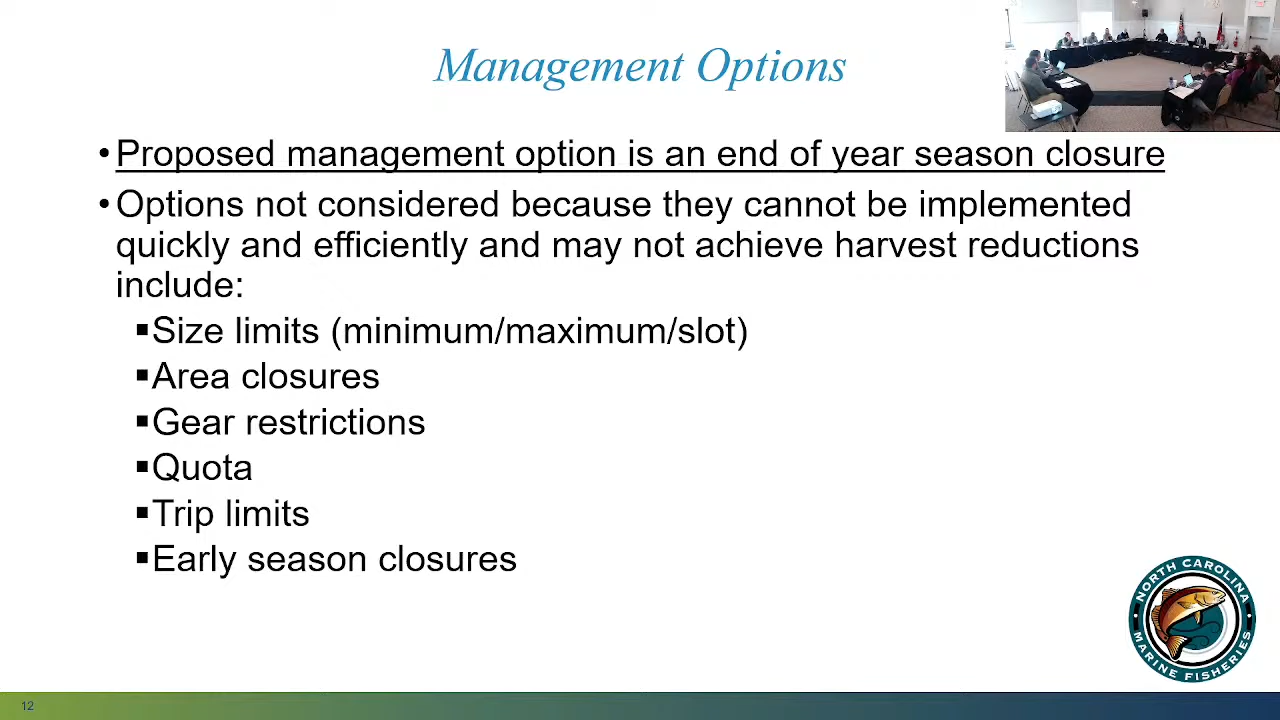 Management Options
•Proposed management option is an end of year season closure
•Options not considered because they cannot be implemented
quickly and efficiently and may not achieve harvest reductions
include:
▪Size limits (minimum/maximum/slot)
▪Area closures
▪Gear restrictions
▪Quota
▪Trip limits
▪Early season closures
NORTH CAROLINA
MARINE FISHERIES
12